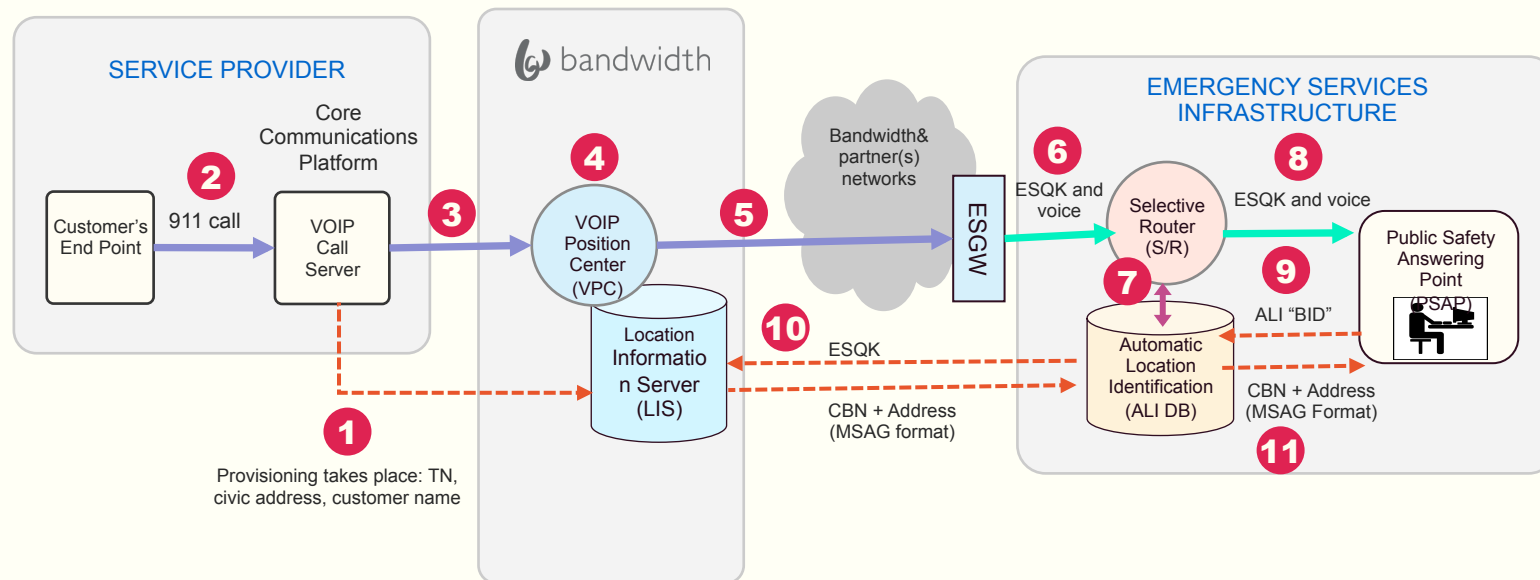 SERVICE PROVIDER
Core
Communications
Platform
2
911 call
Customer's
End Point
VOIP
Call
Server
3
1
Provisioning takes place: TN,
civic address, customer name
bandwidth
4
VOIP
Position
Center
(VPC)
Location
Informatio
n Server
(LIS)
5
Bandwidth&
partner(s)
networks
ESGW
10
ESQK
CBN + Address
(MSAG format)
EMERGENCY SERVICES
INFRASTRUCTURE
6
ESQK and
voice
Selective
Router
(S/R)
8
ESQK and voice
7
9
ALI “BID”
Public Safety
Answering
Point
(PSAP)
Automatic
Location
Identification
(ALI DB)
CBN + Address
(MSAG Format)
11